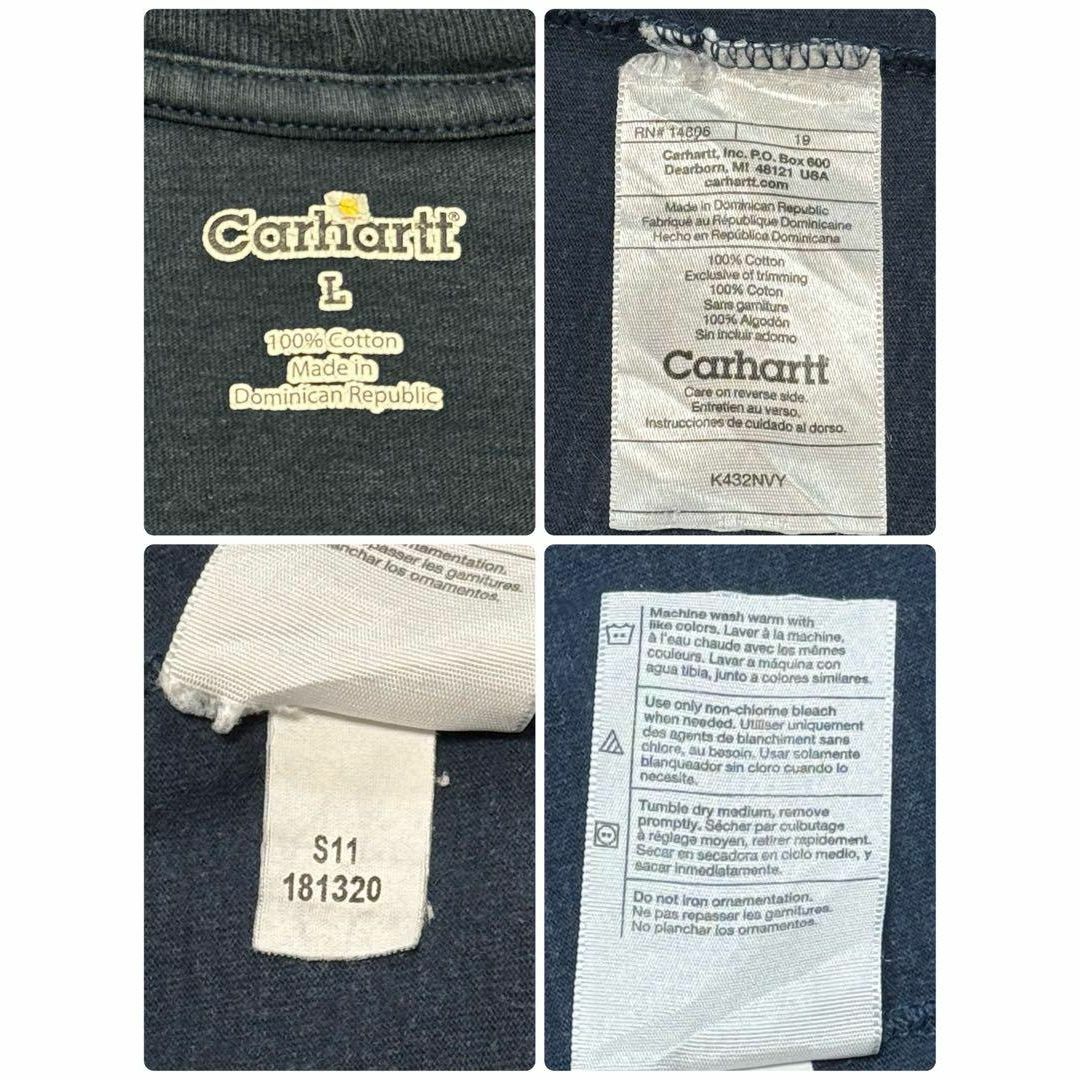 Carhartt®
L
100% Cotton
Made in
Dominican Republic
RN# 14806 19
Carhartt, Inc. P.O. Box 600
Dearborn, MI 48121 USA
carhartt.com
Made in Dominican Republic
Fabriqué au République Dominicaine
Hecho en República Dominicana
100% Cotton
Exclusive of trimming
100% Coton
Sans garniture
100% Algodón
Sin incluir adorno
Carhartt
Care on reverse side.
Entretien au verso.
Instrucciones de cuidado al dorso.
K432NVY
namentation.
passer les garnitures.
anchar los ornamentos.
S11
181320
Machine wash warm with
like colors. Laver à la machine,
à l'eau chaude avec les mêmes
couleurs. Lavar a máquina con
agua tibia, junto a colores similares.
Use only non-chlorine bleach
when needed. Utiliser uniquement
des agents de blanchiment sans
chlore, au besoin. Usar solamente
blanqueador sin cloro cuando lo
necesite.
Tumble dry medium, remove
promptly. Sécher par culbutage
à réglage moyen, retirer rapidement.
Secar en secadora en ciclo medio, y
sacar inmediatamente.
Do not iron ornamentation.
Ne pas repasser les garnitures.
No planchar los ornamentos.